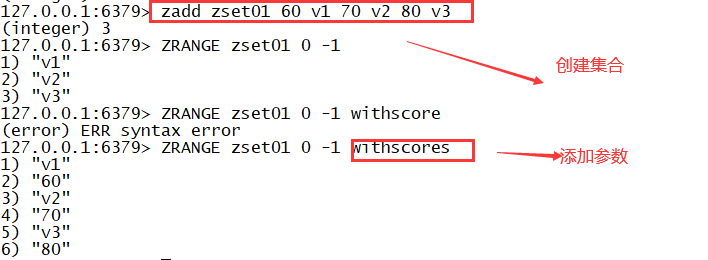 127.0.0.1:6379> zadd zset01 60 v1 70 v2 80 v3
(integer) 3
127.0.0.1:6379> ZRANGE zset01 0 -1
1) "v1"
创建集合
2) "v2"
3) "v3"
127.0.0.1:6379> ZRANGE zset01 0 -1 withscore
(error) ERR syntax error
127.0.0.1:6379> ZRANGE zset01 0 -1 withscores
添加参数
1) "v1"
2) "60"
3) "v2"
4) "70"
5) "v3"
6) "80"